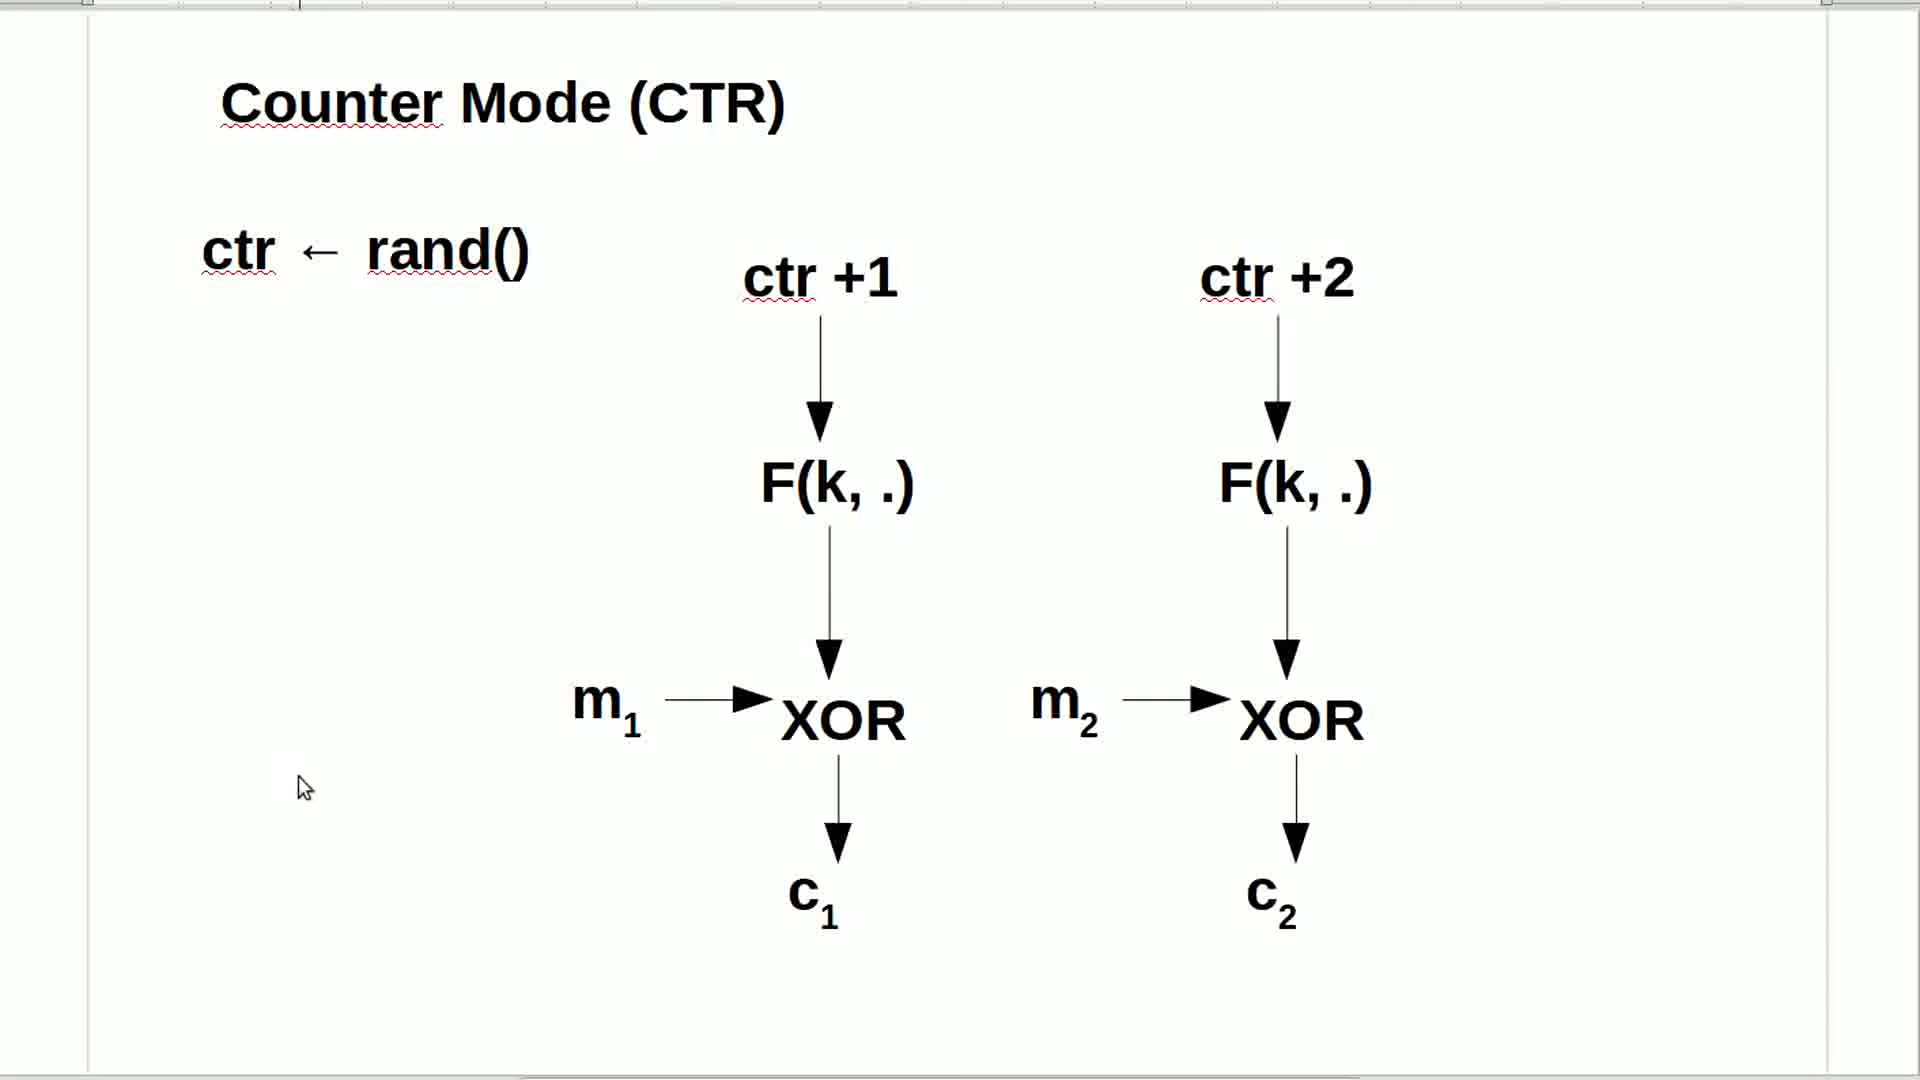 Counter Mode (CTR)
ctr ← rand()
ctr +1
ctr +2
F(k, .)
F(k, .)
m1
XOR
m2
XOR
c1
c2